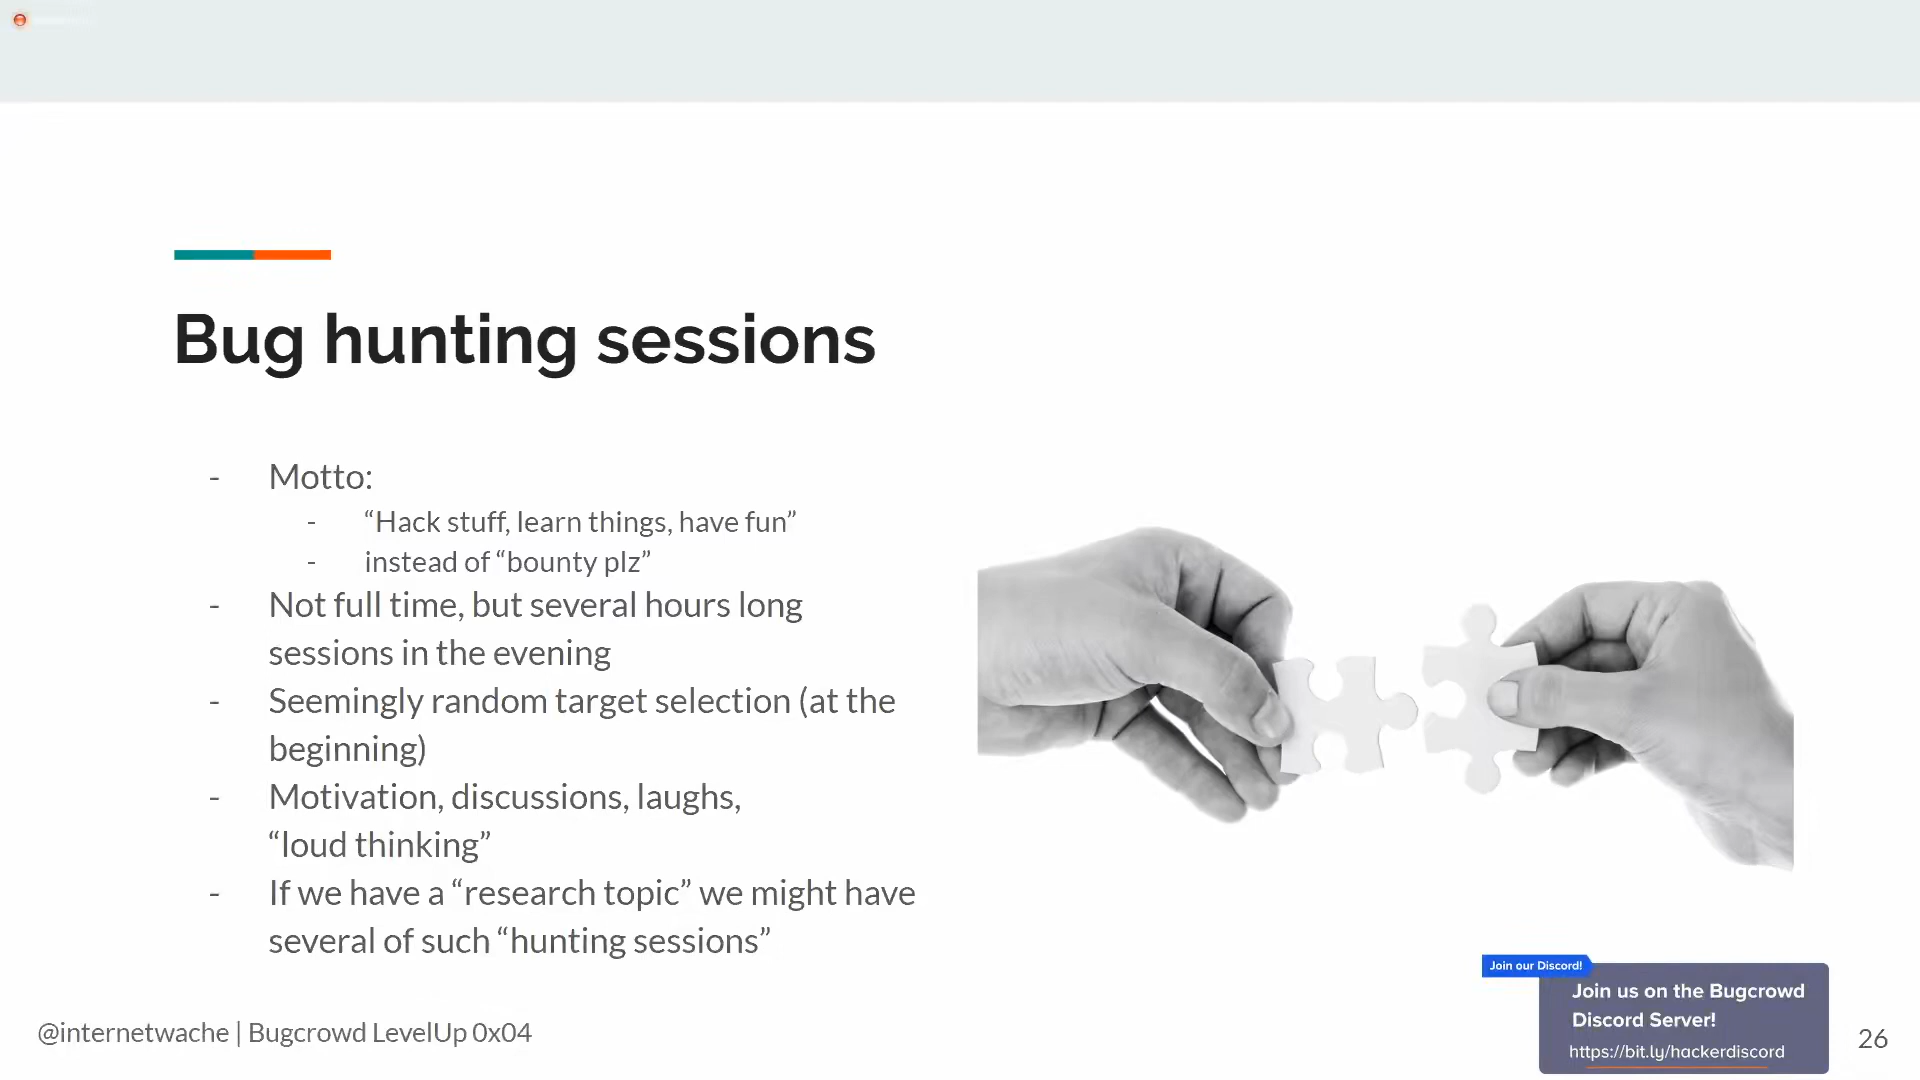 Bug hunting sessions
- Motto:
- “Hack stuff, learn things, have fun”
- instead of “bounty plz”
- Not full time, but several hours long
sessions in the evening
- Seemingly random target selection (at the
beginning)
- Motivation, discussions, laughs,
“loud thinking”
- If we have a “research topic” we might have
several of such “hunting sessions”
Join our Discord!
Join us on the Bugcrowd
Discord Server!
https://bit.ly/hackerdiscord
@internetwache | Bugcrowd LevelUp 0x04
26